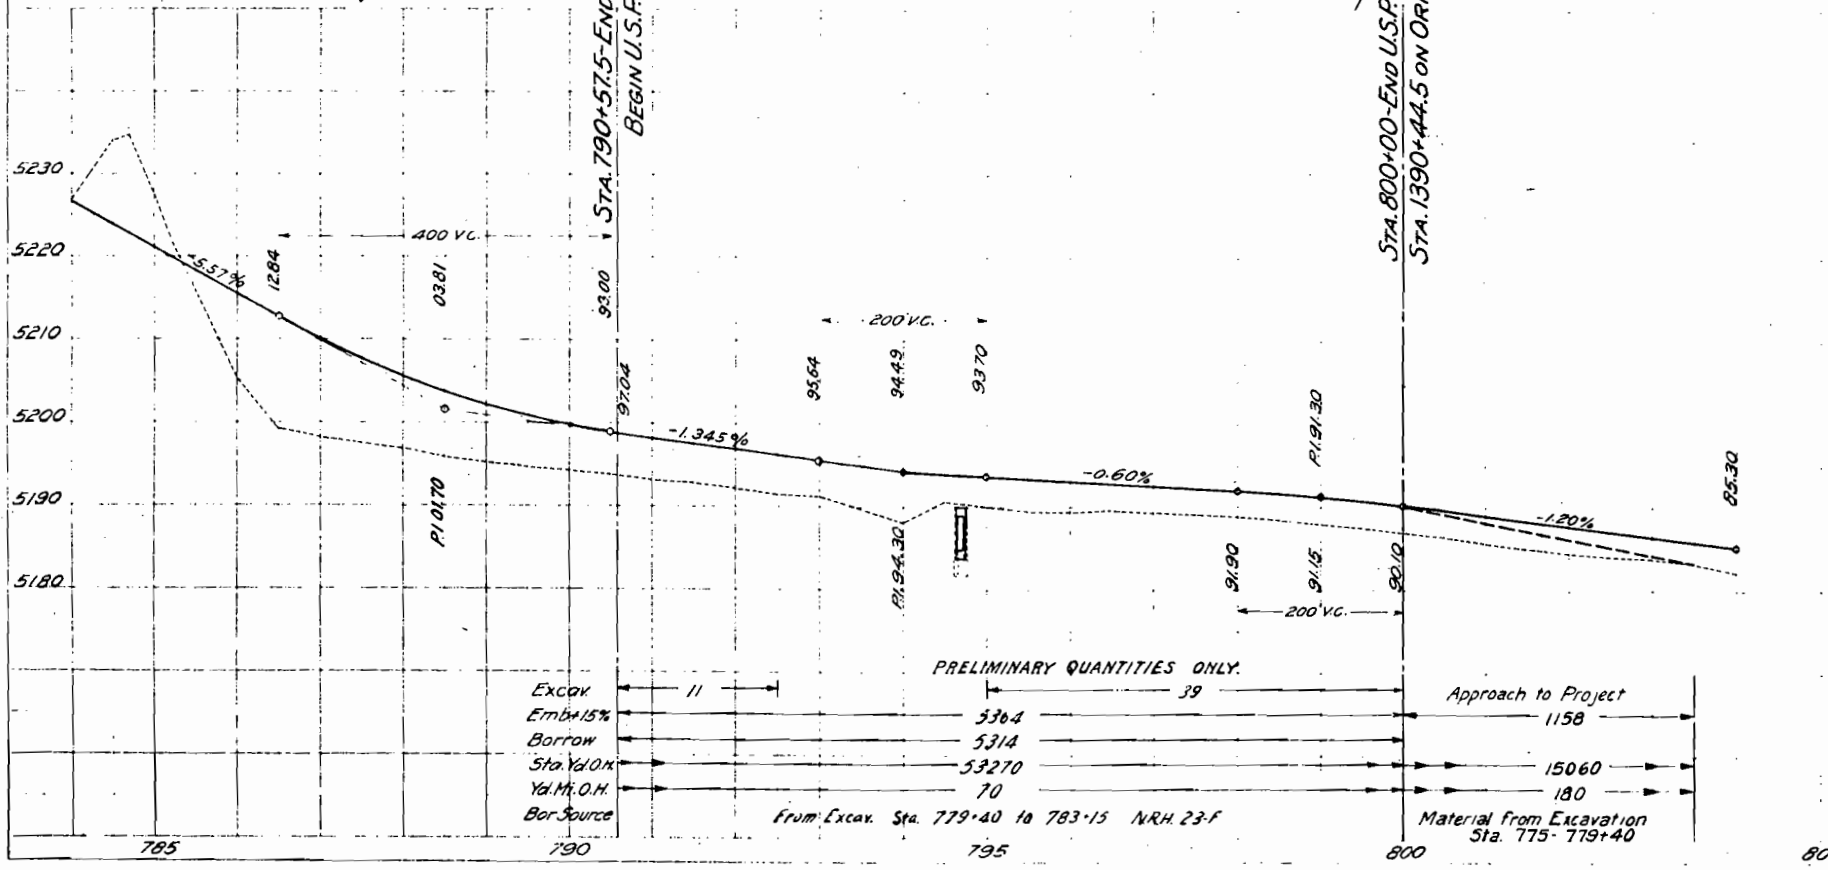 STA. 790+57.5-END
BEGIN U.S.P.
STA. 800+00-END U.S.P.
STA. 1390+44.5 ON ORI
5230
5220
5210
5200
5190
5180
-5.57%
12.84
400 V.C.
03.81
93.00
97.04
P.I. 01.70
-1.345%
200' V.C.
95.64
94.49
93.70
P.I. 94.30
-0.60%
P.I. 91.30
91.90
91.15
90.10
200' V.C.
-1.20%
85.30
PRELIMINARY QUANTITIES ONLY.
Excav. 11 39 Approach to Project
Emb+15% 5364 1158
Borrow 5314
Sta. Yd. O.H. 53270 15060
Yd. Mi. O.H. 70 180
Bor Source From Excav. Sta. 779+40 to 783+15 N.R.H. 23-F Material from Excavation
Sta. 775-779+40
785 790 795 800 80